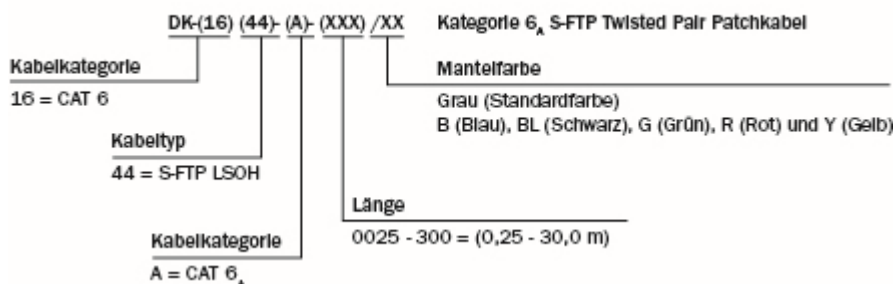 DK-(16) (44)- (A)- (XXX) /XX Kategorie 6A S-FTP Twisted Pair Patchkabel
Kabelkategorie
16 = CAT 6
Mantelfarbe
Grau (Standardfarbe)
B (Blau), BL (Schwarz), G (Grün), R (Rot) und Y (Gelb)
Kabeltyp
44 = S-FTP LSOH
Länge
0025 - 300 = (0,25 - 30,0 m)
Kabelkategorie
A = CAT 6A